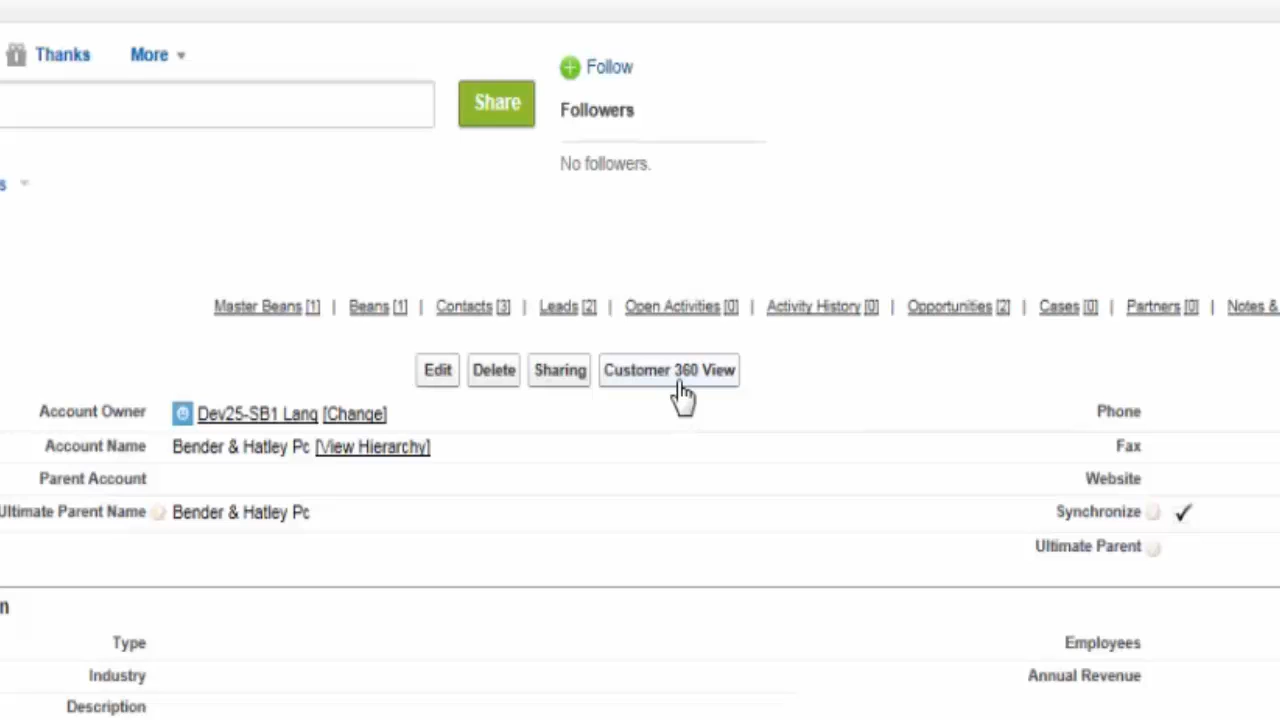 Thanks More
Follow
Share
Followers
No followers.
s
Master Beans [1] | Beans [1] | Contacts [3] | Leads [2] | Open Activities [0] | Activity History [0] | Opportunities [2] | Cases [0] | Partners [0] | Notes &
Edit Delete Sharing Customer 360 View
Account Owner Dev25-SB1 Lang [Change] Phone
Account Name Bender & Hatley Pc [View Hierarchy] Fax
Parent Account Website
Ultimate Parent Name Bender & Hatley Pc Synchronize
Ultimate Parent
n
Type Employees
Industry Annual Revenue
Description